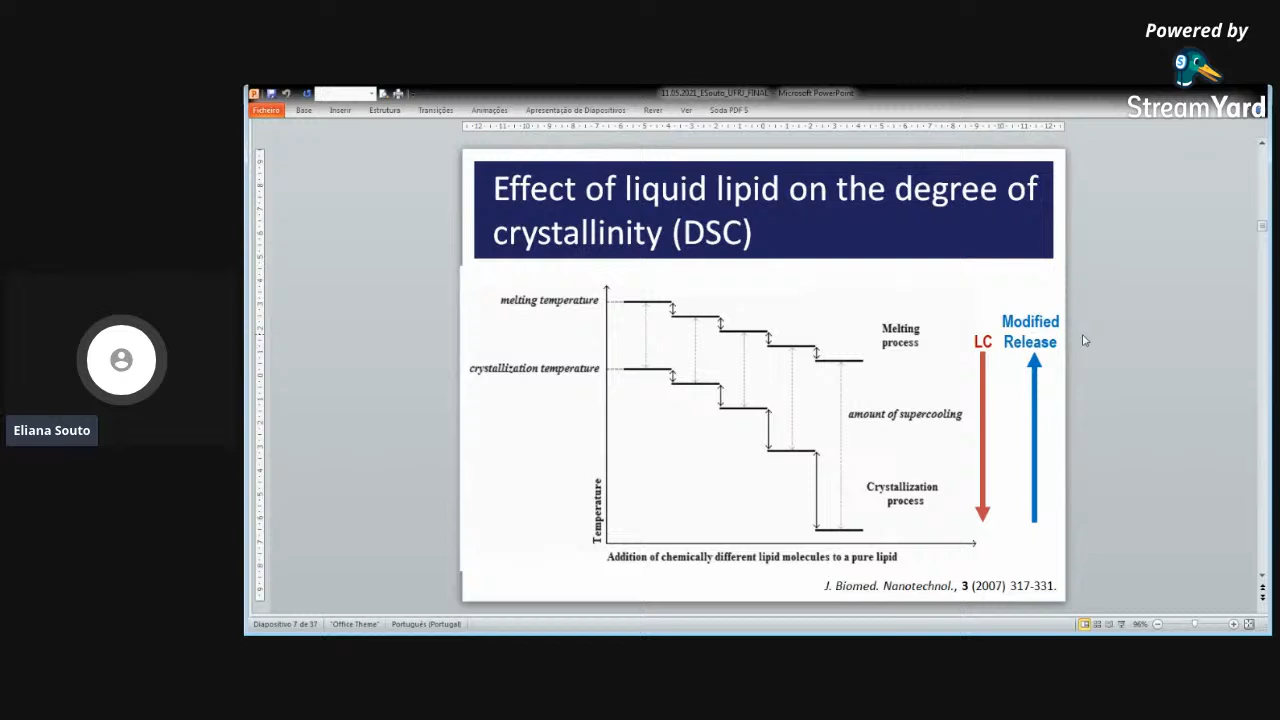 Powered by
StreamYard
11.05.2021_ESouto_UFRJ_FINAL - Microsoft PowerPoint
Ficheiro Base Inserir Estrutura Transições Animações Apresentação de Diapositivos Rever Ver Soda PDF 5
Effect of liquid lipid on the degree of
crystallinity (DSC)
melting temperature
crystallization temperature
Melting
process
LC
Modified
Release
amount of supercooling
Crystallization
process
Temperature
Addition of chemically different lipid molecules to a pure lipid
J. Biomed. Nanotechnol., 3 (2007) 317-331.
Eliana Souto
Diapositivo 7 de 37 "Office Theme" Português (Portugal) 96%